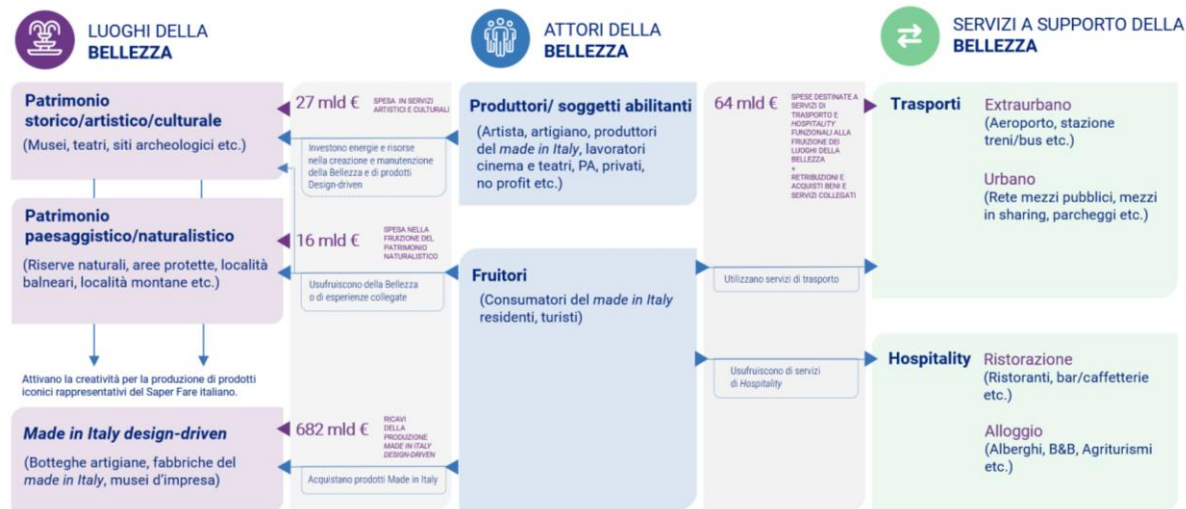 LUOGHI DELLA
BELLEZZA
ATTORI DELLA
BELLEZZA
SERVIZI A SUPPORTO DELLA
BELLEZZA
Patrimonio
storico/artistico/culturale
(Musei, teatri, siti archeologici etc.)
27 mld €
SPESA IN SERVIZI
ARTISTICI E CULTURALI
Investono energie e risorse
nella creazione e manutenzione
della Bellezza e di prodotti
Design-driven
Produttori/ soggetti abilitanti
(Artista, artigiano, produttori
del made in Italy, lavoratori
cinema e teatri, PA, privati,
no profit etc.)
64 mld €
SPESE DESTINATE A
SERVIZI DI
TRASPORTO E
HOSPITALITY
FUNZIONALI ALLA
FRUIZIONE DEI
LUOGHI DELLA
BELLEZZA
+
RETRIBUZIONI E
ACQUISTI BENI E
SERVIZI COLLEGATI
Trasporti
Extraurbano
(Aeroporto, stazione
treni/bus etc.)
Urbano
(Rete mezzi pubblici, mezzi
in sharing, parcheggi etc.)
Patrimonio
paesaggistico/naturalistico
(Riserve naturali, aree protette, località
balneari, località montane etc.)
16 mld €
SPESA NELLA
FRUIZIONE DEL
PATRIMONIO
NATURALISTICO
Usufruiscono della Bellezza
o di esperienze collegate
Fruitori
(Consumatori del made in Italy
residenti, turisti)
Utilizzano servizi di trasporto
Usufruiscono di servizi
di Hospitality
Hospitality
Ristorazione
(Ristoranti, bar/caffetterie
etc.)
Alloggio
(Alberghi, B&B, Agriturismi
etc.)
Attivano la creatività per la produzione di prodotti
iconici rappresentativi del Saper Fare italiano.
Made in Italy design-driven
(Botteghe artigiane, fabbriche del
made in Italy, musei d'impresa)
682 mld €
RICAVI
DELLA
PRODUZIONE
MADE IN ITALY
DESIGN-DRIVEN
Acquistano prodotti Made in Italy